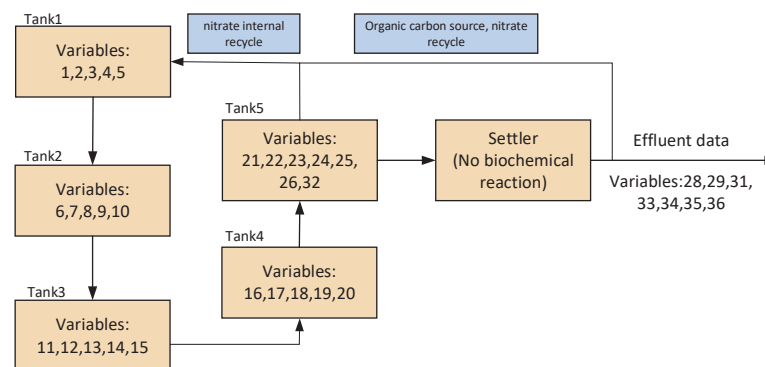 Tank1
Variables:
1,2,3,4,5
nitrate internal
recycle
Organic carbon source, nitrate
recycle
Tank2
Variables:
6,7,8,9,10
Tank3
Variables:
11,12,13,14,15
Tank4
Variables:
16,17,18,19,20
Tank5
Variables:
21,22,23,24,25,
26,32
Settler
(No biochemical
reaction)
Effluent data
Variables:28,29,31,
33,34,35,36